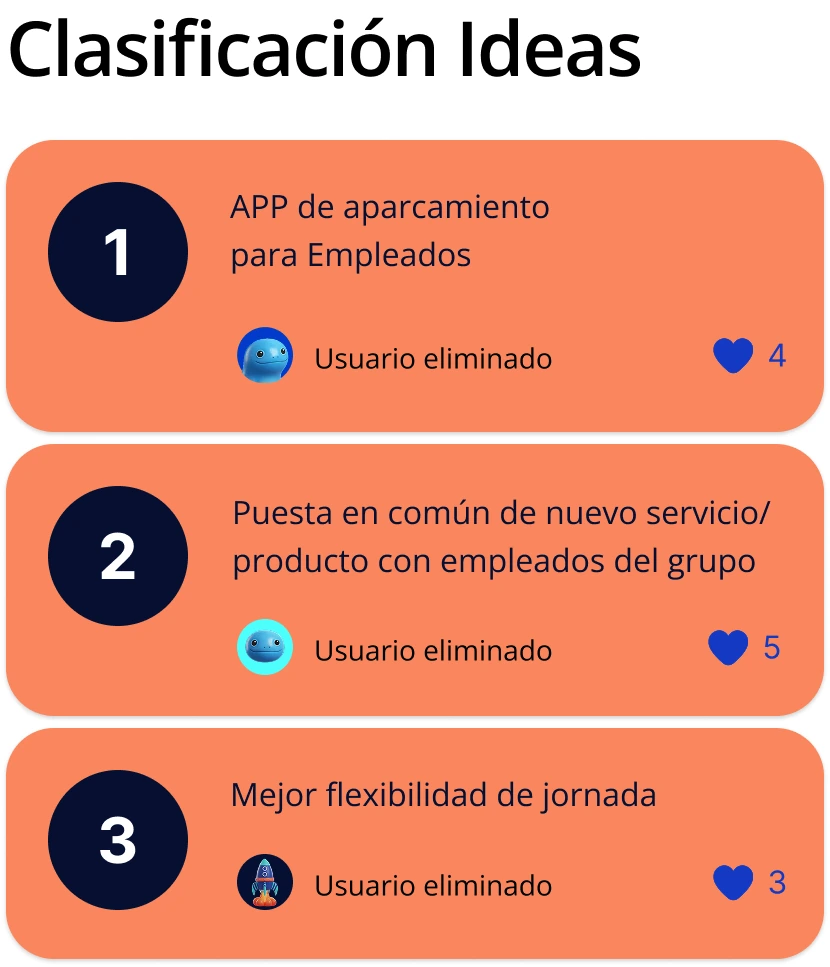 Clasificación Ideas
1
APP de aparcamiento
para Empleados
Usuario eliminado
4
2
Puesta en común de nuevo servicio/
producto con empleados del grupo
Usuario eliminado
5
3
Mejor flexibilidad de jornada
Usuario eliminado
3